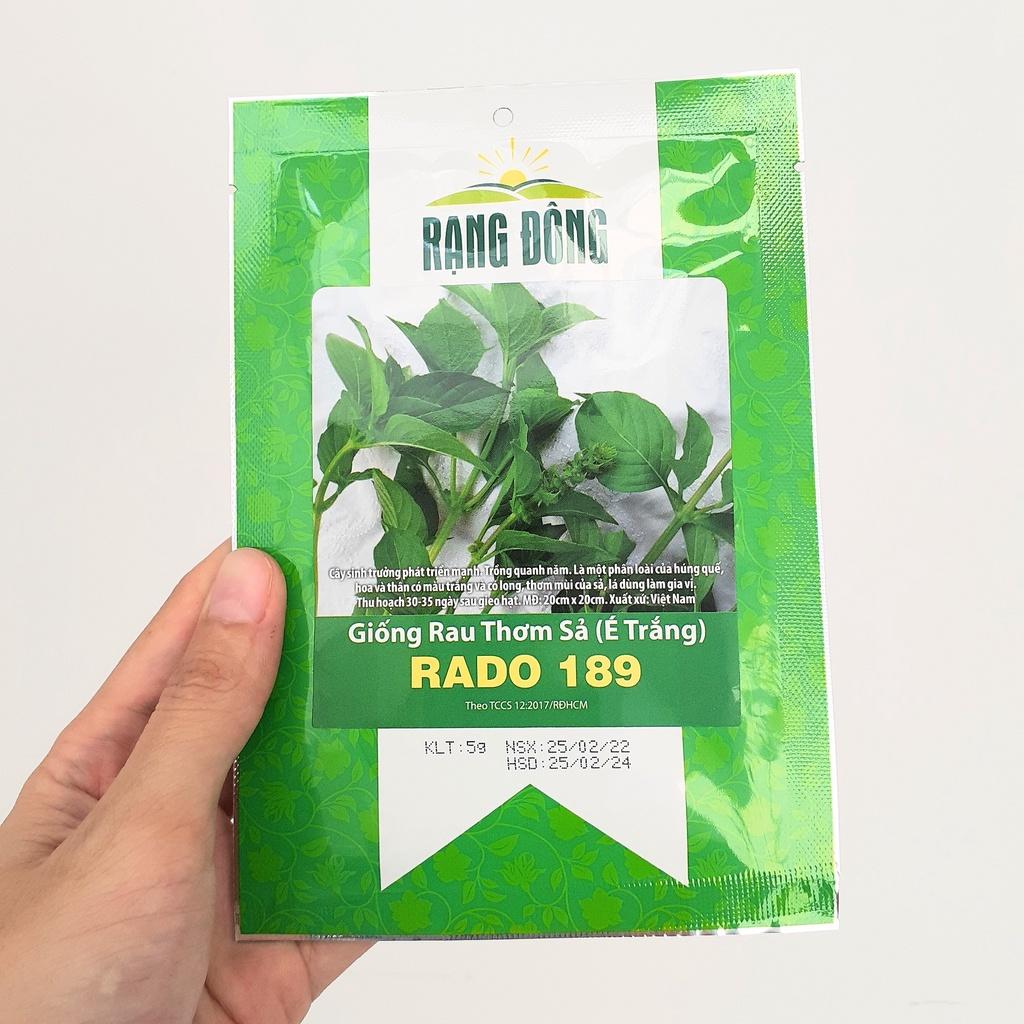 RẠNG ĐÔNG
Cây sinh trưởng phát triển mạnh. Trồng quanh năm. Là một phân loài của húng quế,
hoa và thân có màu trắng và có long, thơm mùi của sả, lá dùng làm gia vị.
Thu hoạch 30-35 ngày sau gieo hạt. MĐ: 20cm x 20cm. Xuất xứ: Việt Nam
Giống Rau Thơm Sả (É Trắng)
RADO 189
Theo TCCS 12:2017/RĐHCM
KLT:5g NSX:25/02/22
HSD:25/02/24